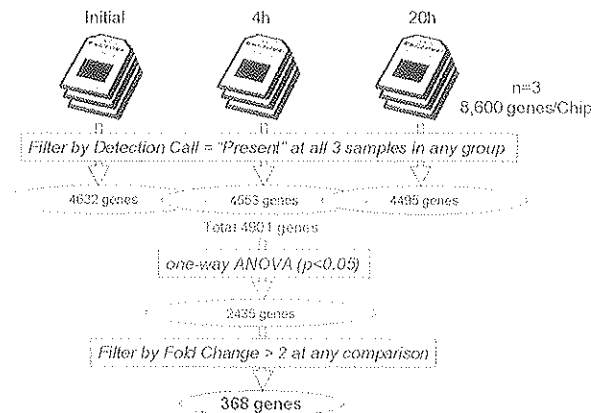 Initial 4h 20h
n=3
8,600 genes/Chip
Filter by Detection Call = "Present" at all 3 samples in any group
4632 genes 4553 genes 4495 genes
Total 4901 genes
one-way ANOVA (p<0.05)
2435 genes
Filter by Fold Change > 2 at any comparison
368 genes